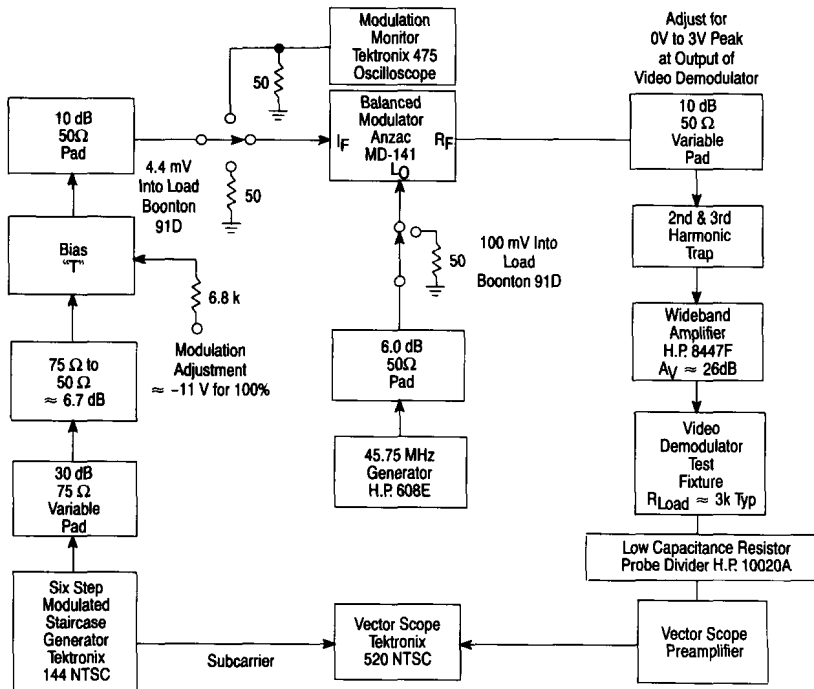 Modulation
Monitor
Tektronix 475
Oscilloscope
Adjust for
0V to 3V Peak
at Output of
Video Demodulator
50
10 dB
50Ω
Pad
Balanced
Modulator
Anzac
MD-141
IF
RF
LO
10 dB
50 Ω
Variable
Pad
4.4 mV
Into Load
Boonton
91D
50
Bias
"T"
6.8 k
Modulation
Adjustment
≈ –11 V for 100%
100 mV Into
Load
Boonton 91D
50
2nd & 3rd
Harmonic
Trap
75 Ω to
50 Ω
≈ 6.7 dB
6.0 dB
50Ω
Pad
Wideband
Amplifier
H.P. 8447F
AV ≈ 26dB
30 dB
75 Ω
Variable
Pad
45.75 MHz
Generator
H.P. 608E
Video
Demodulator
Test
Fixture
RLoad ≈ 3k Typ
Low Capacitance Resistor
Probe Divider H.P. 10020A
Six Step
Modulated
Staircase
Generator
Tektronix
144 NTSC
Subcarrier
Vector Scope
Tektronix
520 NTSC
Vector Scope
Preamplifier